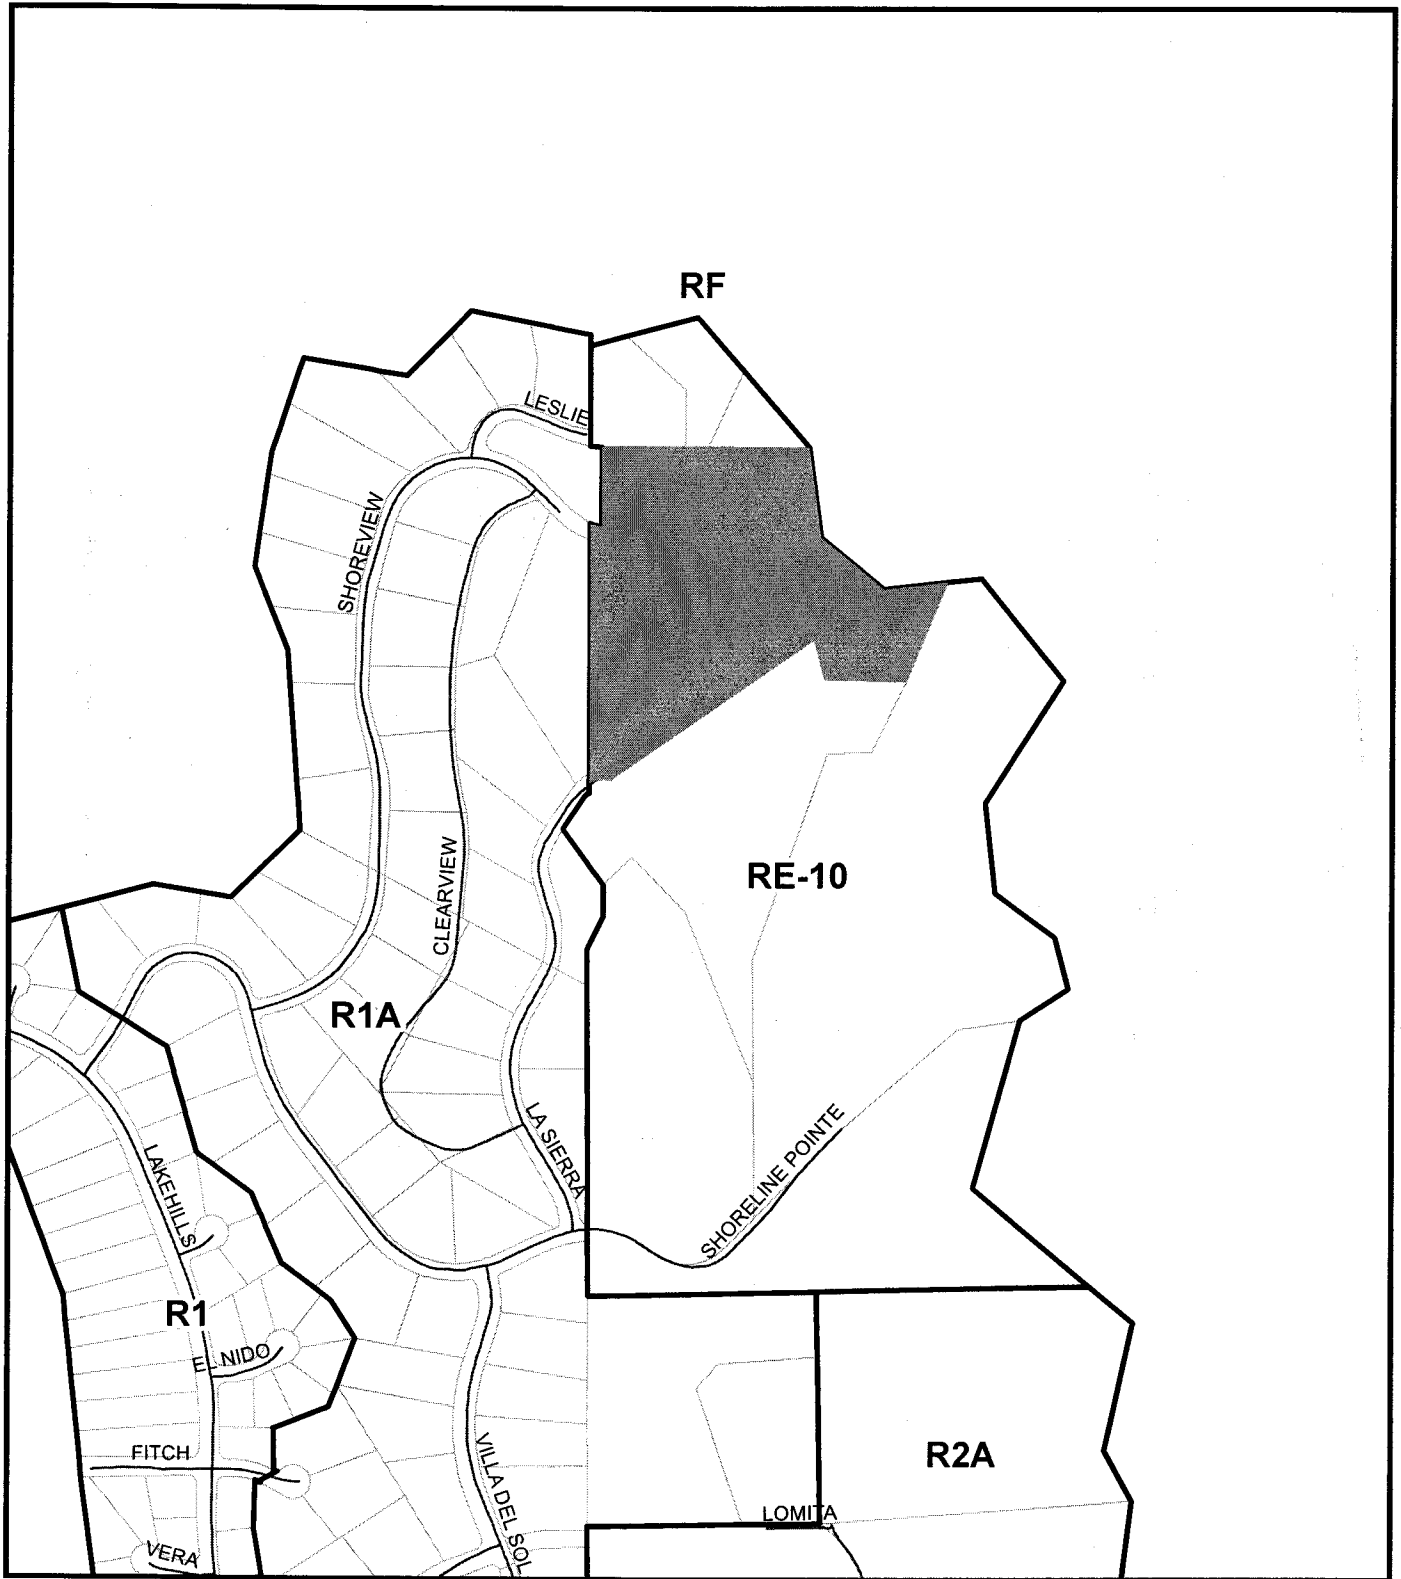 RF
LESLIE
SHOREVIEW
CLEARVIEW
RE-10
R1A
LA SIERRA
SHORELINE POINTE
LAKEHILLS
R1
EL NIDO
FITCH
VILLA DEL SOL
R2A
LOMITA
VERA